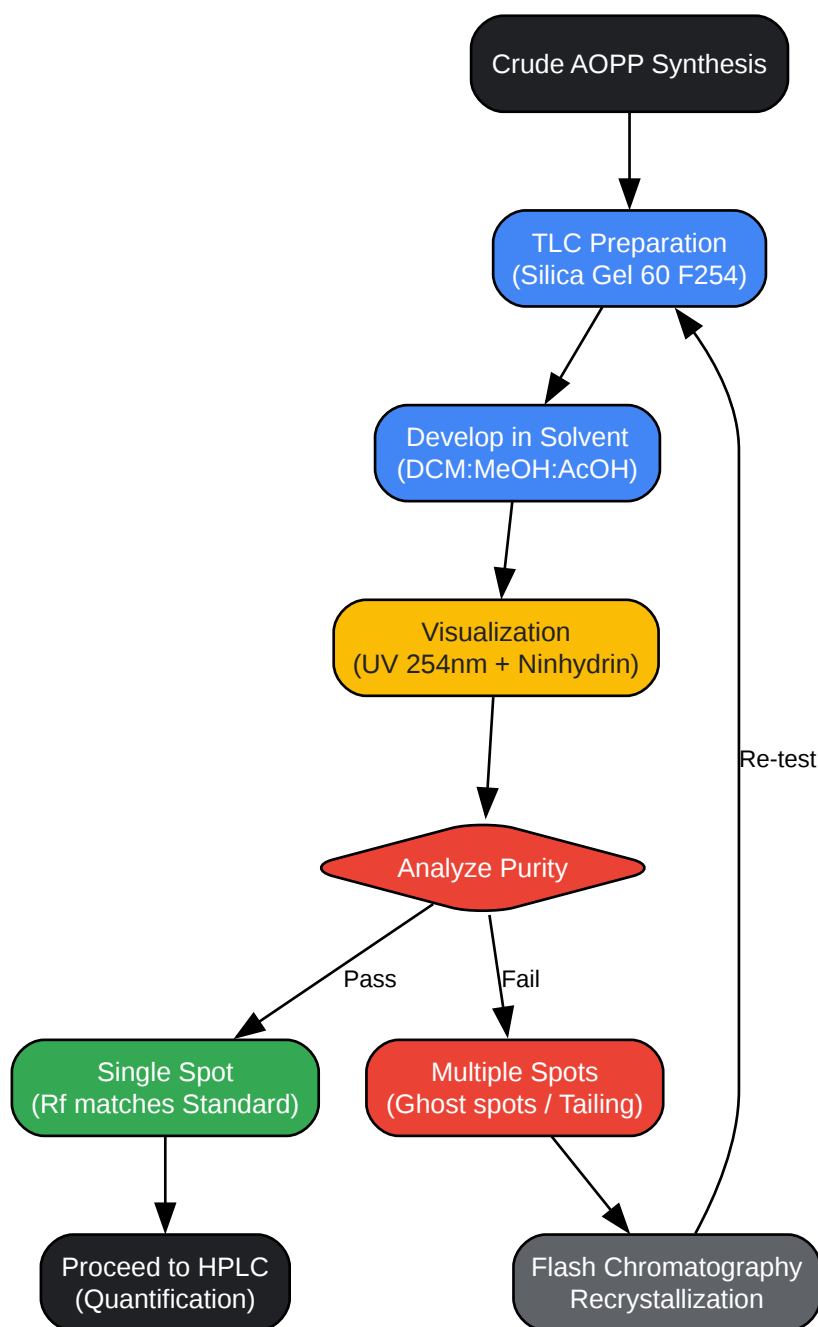 Crude AOPP Synthesis
TLC Preparation
(Silica Gel 60 F254)
Develop in Solvent
(DCM:MeOH:AcOH)
Visualization
(UV 254nm + Ninhydrin)
Re-test
Analyze Purity
Pass
Fail
Single Spot
(Rf matches Standard)
Multiple Spots
(Ghost spots / Tailing)
Proceed to HPLC
(Quantification)
Flash Chromatography
Recrystallization